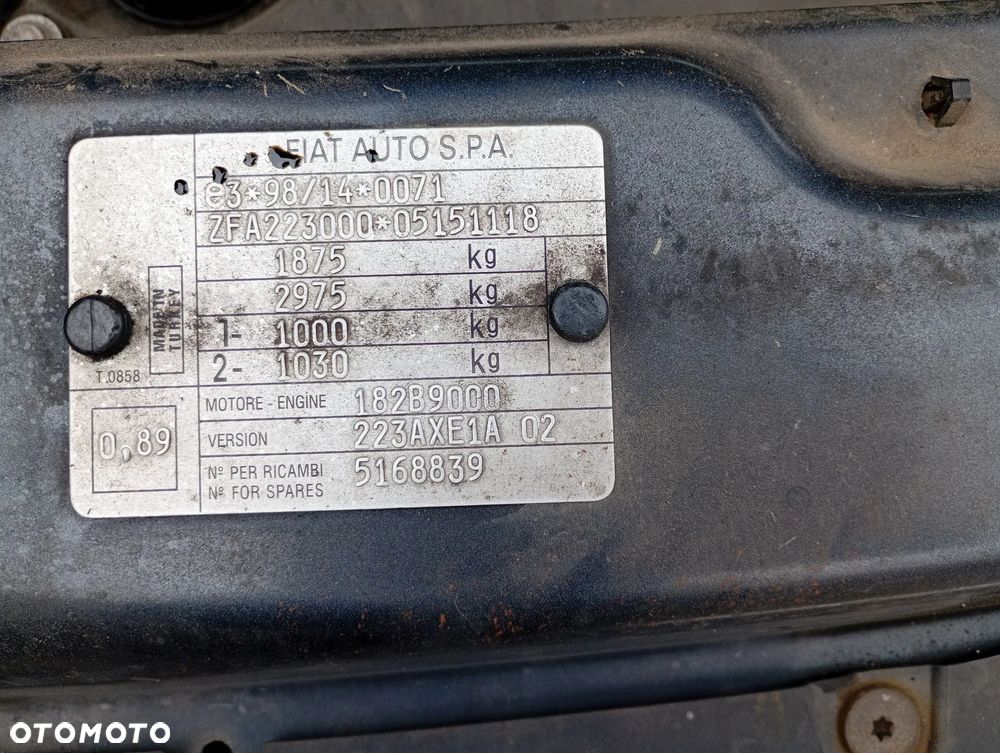 FIAT AUTO S.P.A.
e3*98/14*0071
ZFA223000*05151118
1875 kg
2975 kg
1- 1000 kg
2- 1030 kg
MADE IN
TURKEY
T.0858
MOTORE - ENGINE 182B9000
0,89
VERSION 223AXE1A 02
Nº PER RICAMBI
Nº FOR SPARES
5168839
OTOMOTO